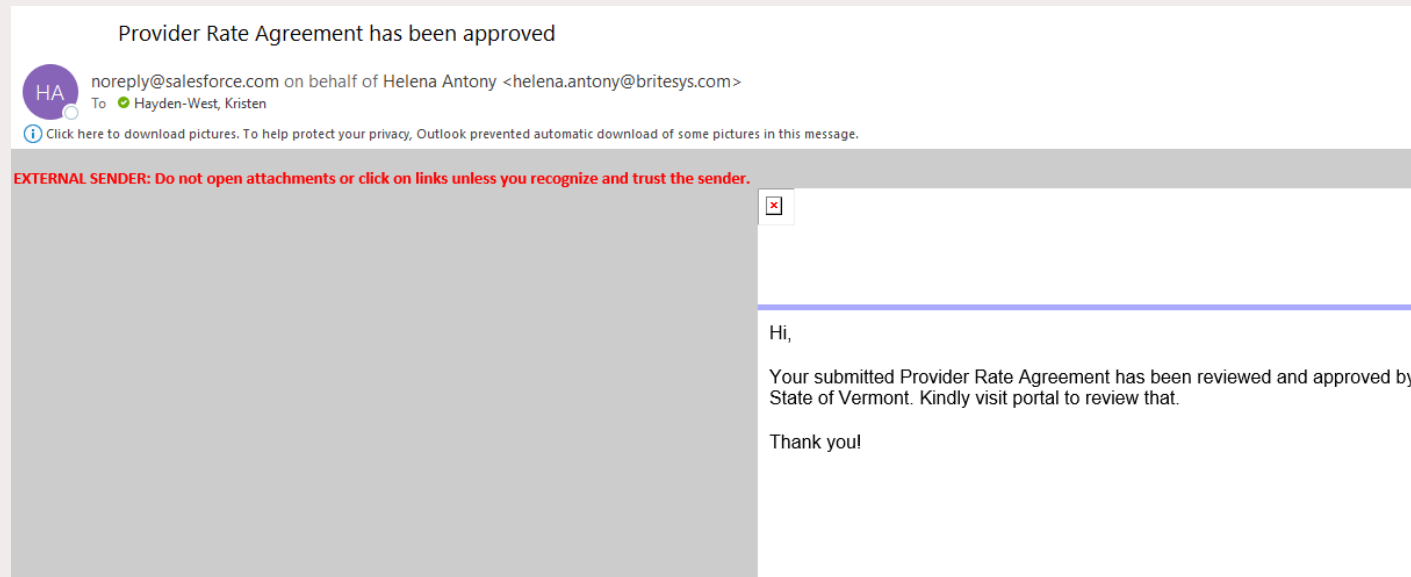 Provider Rate Agreement has been approved
HA
noreply@salesforce.com on behalf of Helena Antony <helena.antony@britesys.com>
To Hayden-West, Kristen
Click here to download pictures. To help protect your privacy, Outlook prevented automatic download of some pictures in this message.
EXTERNAL SENDER: Do not open attachments or click on links unless you recognize and trust the sender.
Hi,
Your submitted Provider Rate Agreement has been reviewed and approved by
State of Vermont. Kindly visit portal to review that.
Thank you!